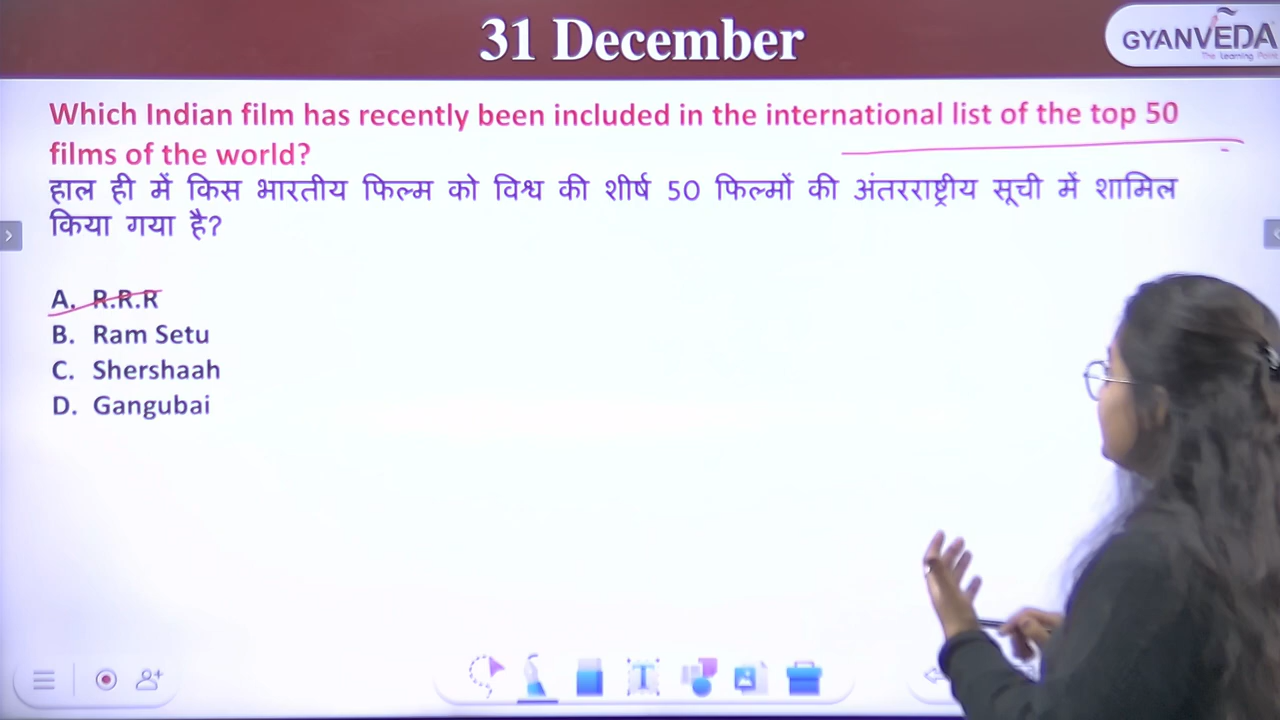 31 December
GYANVEDA
The Learning Point
Which Indian film has recently been included in the international list of the top 50
films of the world?
हाल ही में किस भारतीय फिल्म को विश्व की शीर्ष 50 फिल्मों की अंतरराष्ट्रीय सूची में शामिल
किया गया है?
A. R.R.R
B. Ram Setu
C. Shershaah
D. Gangubai